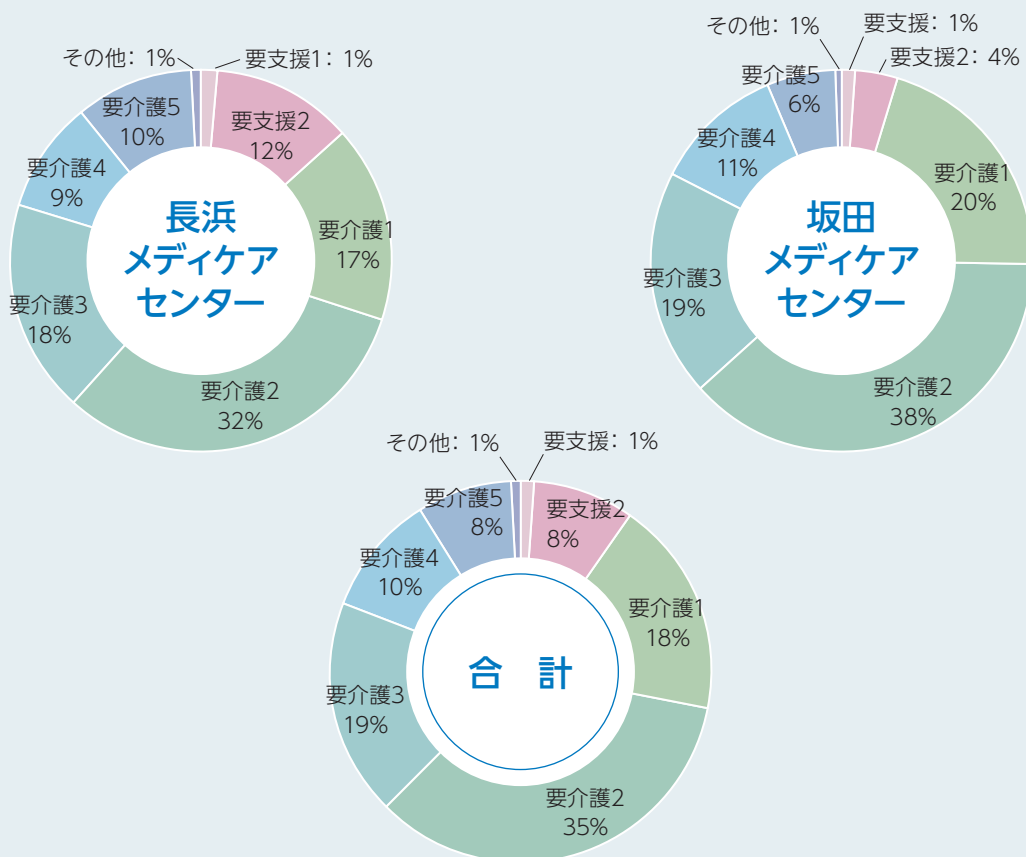 その他：1%
要支援1：1%
要支援2
12%
要介護1
17%
要介護2
32%
要介護3
18%
要介護4
9%
要介護5
10%
長浜
メディケア
センター
その他：1%
要支援：1%
要支援2：4%
要介護1
20%
要介護2
38%
要介護3
19%
要介護4
11%
要介護5
6%
坂田
メディケア
センター
その他：1%
要支援：1%
要支援2
8%
要介護1
18%
要介護2
35%
要介護3
19%
要介護4
10%
要介護5
8%
合　計